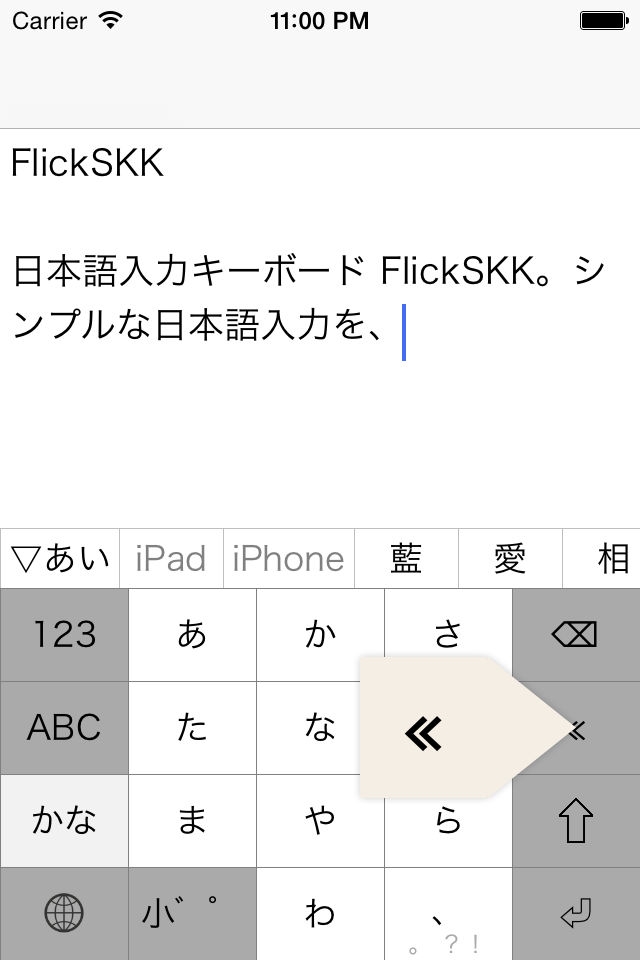 Carrier 11:00 PM
FlickSKK
日本語入力キーボード FlickSKK。シ
ンプルな日本語入力を、
▽あい iPad iPhone 藍 愛 相
123 あ か さ
ABC た な « «
かな ま や ら
小゛゜ わ 、
。?!